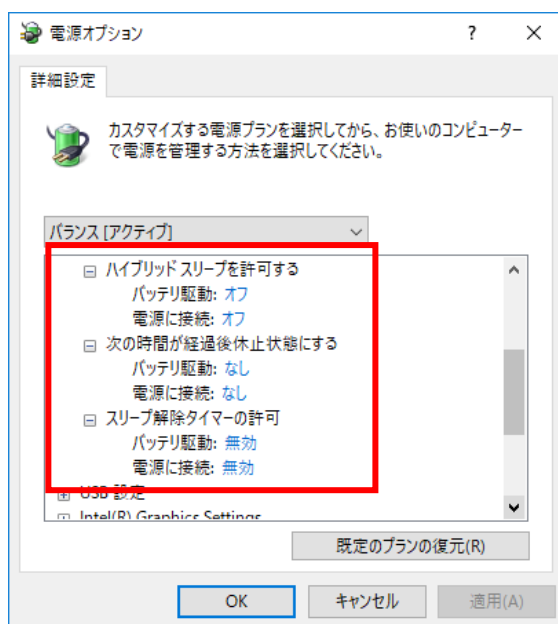 電源オプション
?
詳細設定
カスタマイズする電源プランを選択してから、お使いのコンピューター
で電源を管理する方法を選択してください。
バランス [アクティブ]
ハイブリッド スリープを許可する
バッテリ駆動: オフ
電源に接続: オフ
次の時間が経過後休止状態にする
バッテリ駆動: なし
電源に接続: なし
スリープ解除タイマーの許可
バッテリ駆動: 無効
電源に接続: 無効
USB 設定
Intel(R) Graphics Settings
既定のプランの復元(R)
OK
キャンセル
適用(A)